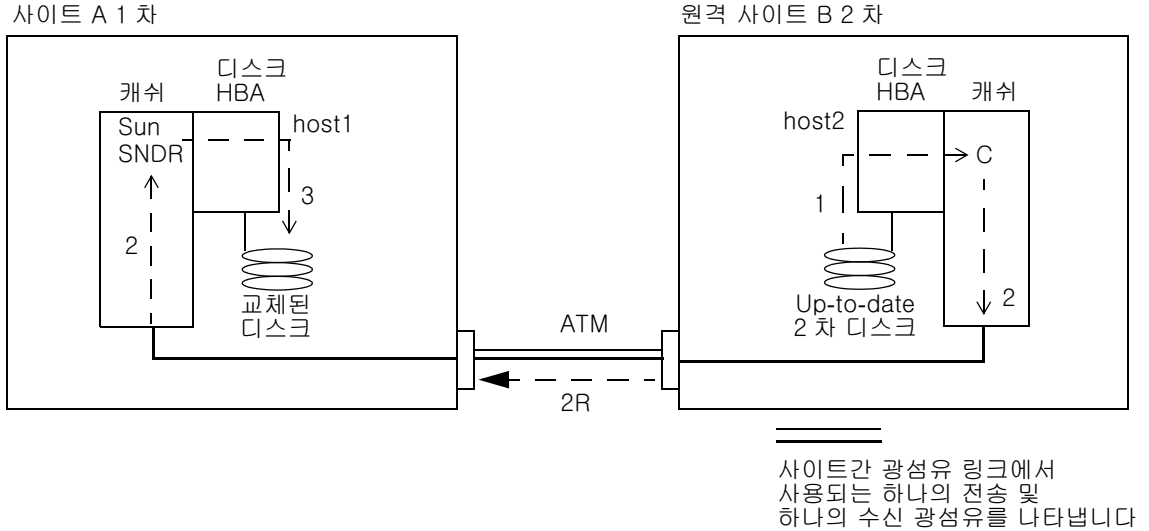 사이트 A 1 차
원격 사이트 B 2 차
디스크
HBA
캐쉬
Sun
SNDR
host1
3
2
교체된
디스크
디스크
HBA
캐쉬
host2
C
1
2
Up-to-date
2 차 디스크
ATM
2R
사이트간 광섬유 링크에서
사용되는 하나의 전송 및
하나의 수신 광섬유를 나타냅니다